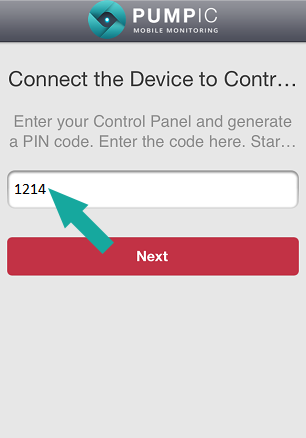 PUMPIC
MOBILE MONITORING
Connect the Device to Contr...
Enter your Control Panel and generate
a PIN code. Enter the code here. Star...
1214
Next